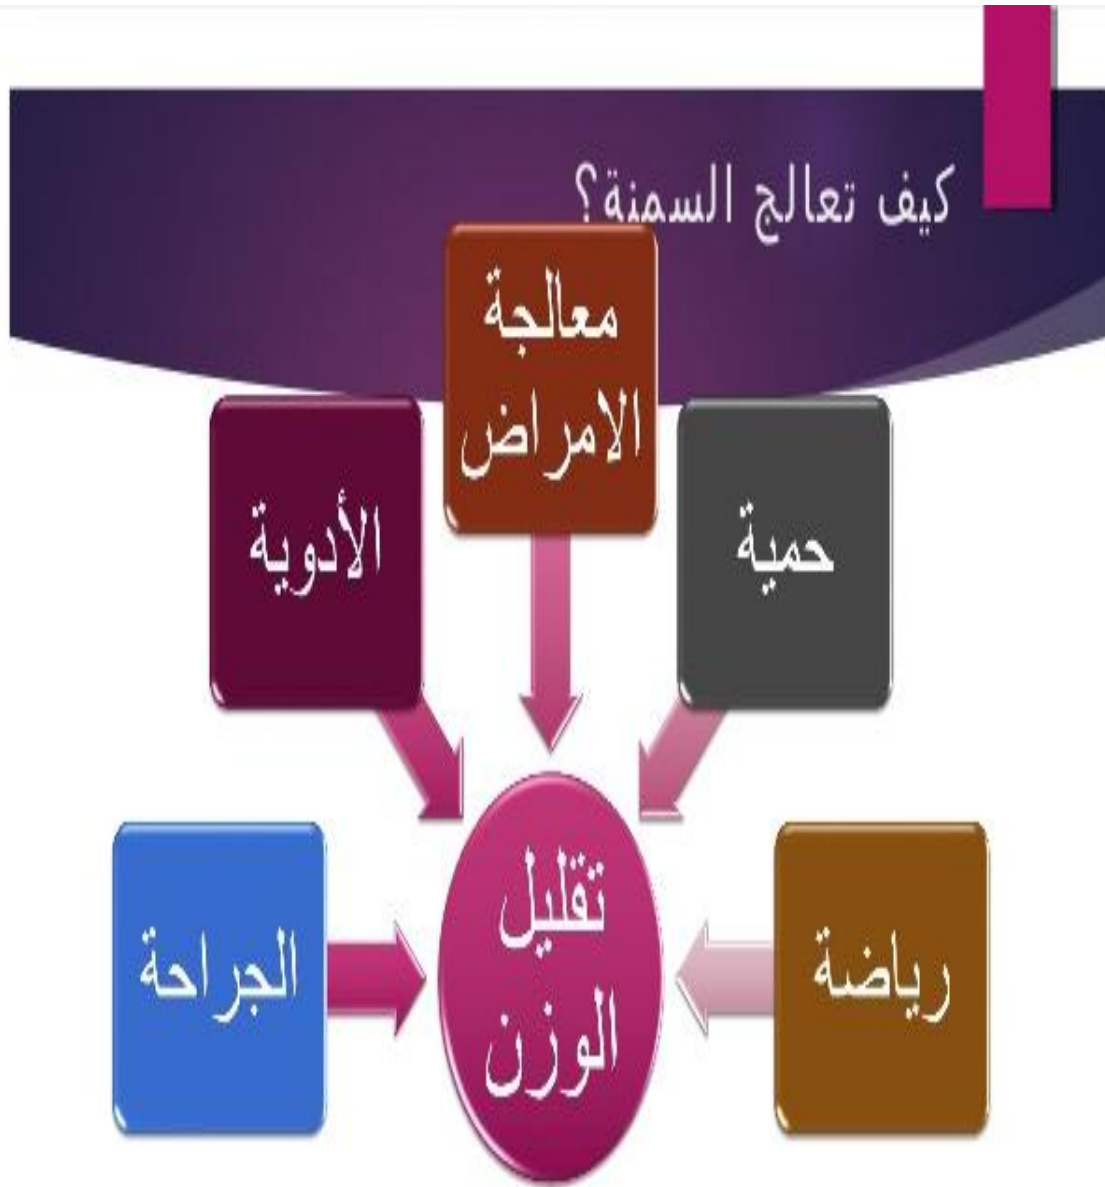 كيف تعالج السمنة؟
معالجة
الامراض
حمية
الأدوية
رياضة
تقليل
الوزن
الجراحة